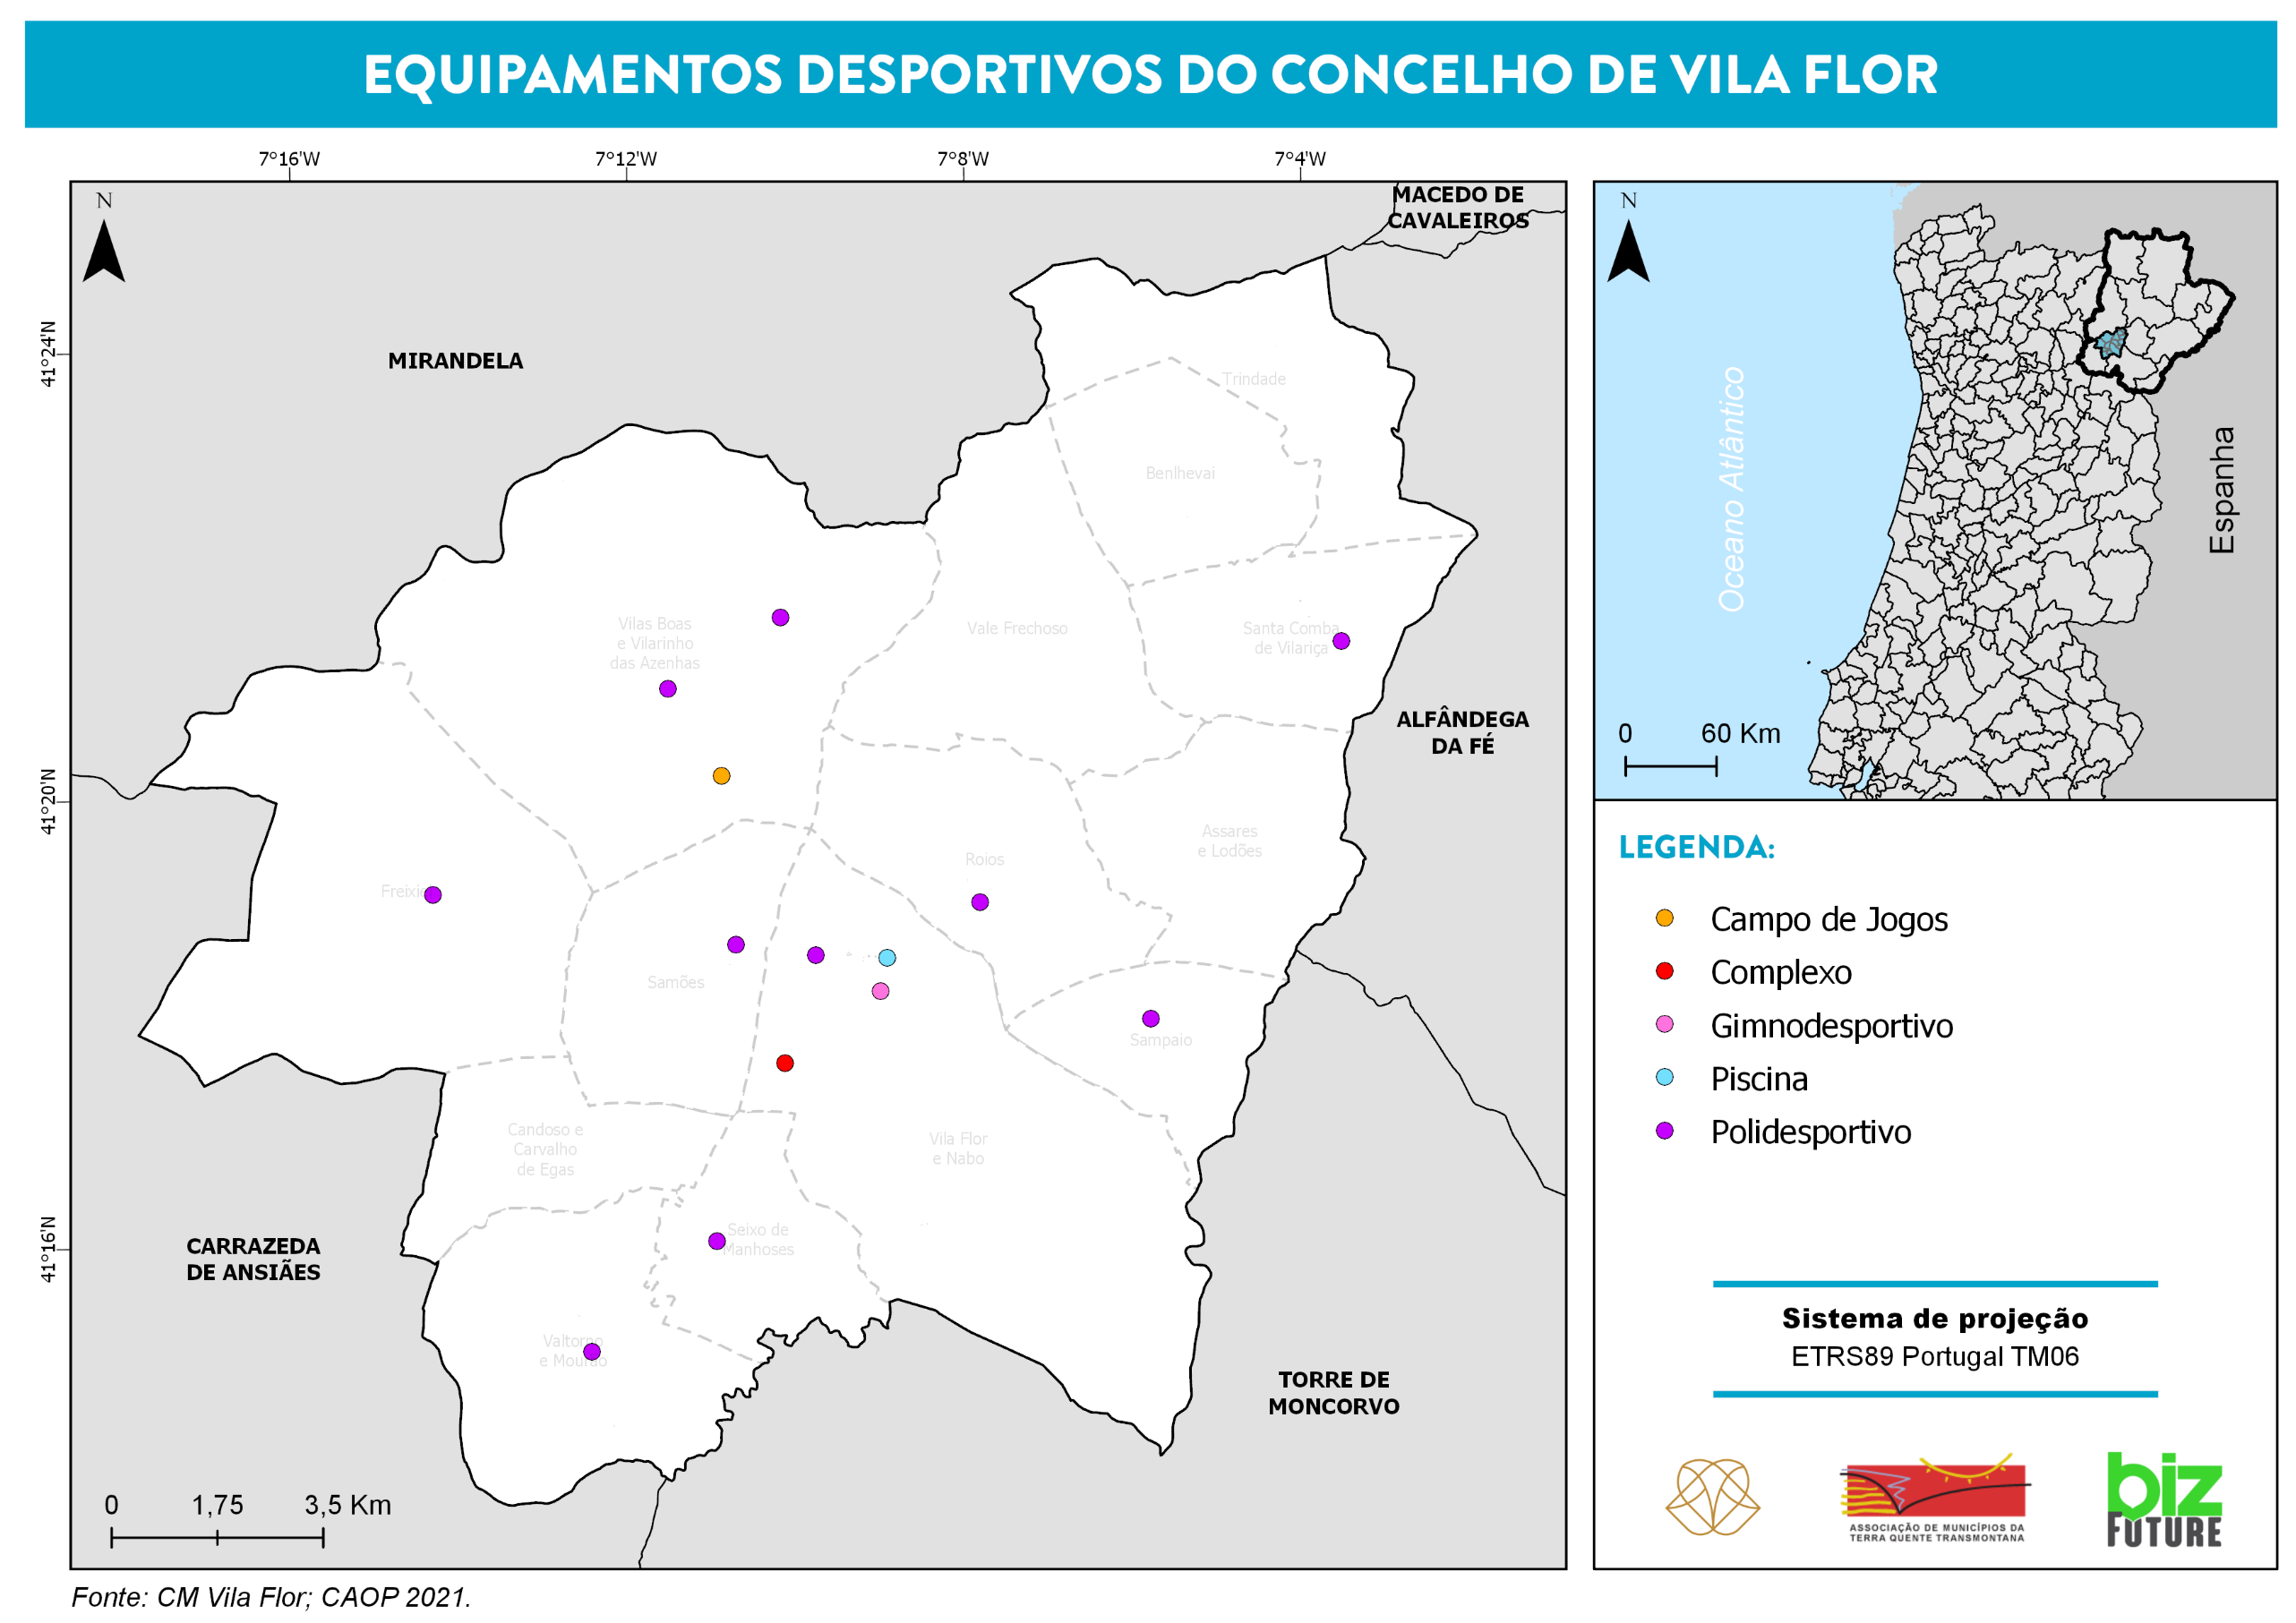 EQUIPAMENTOS DESPORTIVOS DO CONCELHO DE VILA FLOR
7°16'W
7°12'W
7°8'W
7°4'W
N
MACEDO DE
CAVALEIROS
41°24'N
MIRANDELA
Trindade
Benlhevai
Vilas Boas
e Vilarinho
das Azenhas
Vale Frechoso
Santa Comba
de Vilariça
ALFÂNDEGA
DA FÉ
41°20'N
Assares
e Lodões
Roios
Freixiel
Samões
Sampaio
Candoso e
Carvalho
de Egas
Vila Flor
e Nabo
Seixo de
Manhoses
41°16'N
CARRAZEDA
DE ANSIÃES
Valtorno
e Mourão
TORRE DE
MONCORVO
0 1,75 3,5 Km
Fonte: CM Vila Flor; CAOP 2021.
N
Oceano Atlântico
Espanha
0 60 Km
LEGENDA:
Campo de Jogos
Complexo
Gimnodesportivo
Piscina
Polidesportivo
Sistema de projeção
ETRS89 Portugal TM06
ASSOCIAÇÃO DE MUNICÍPIOS DA
TERRA QUENTE TRANSMONTANA
biz
FUTURE